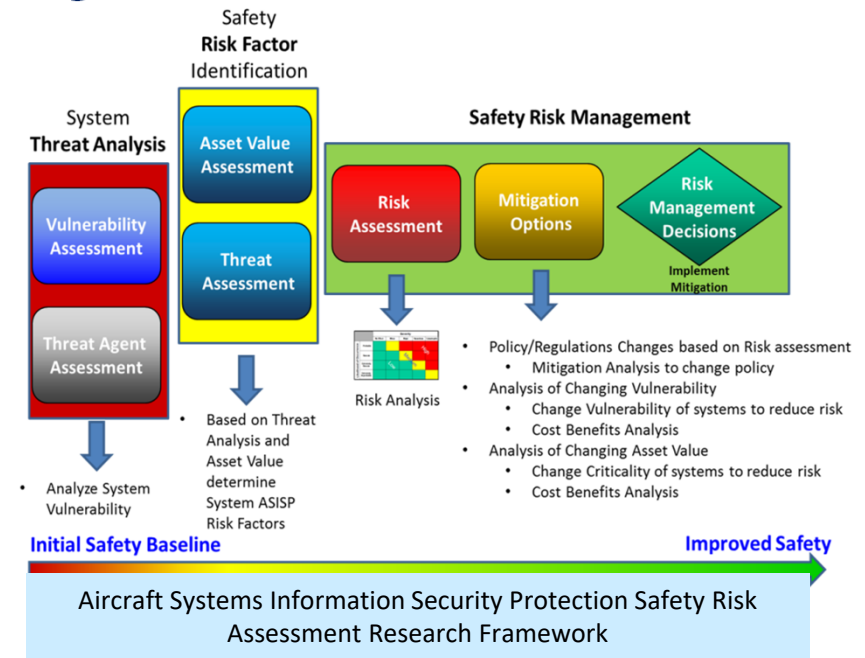 Safety
Risk Factor
Identification
System
Threat Analysis
Safety Risk Management
Asset Value
Assessment
Vulnerability
Assessment
Threat
Assessment
Threat Agent
Assessment
Risk
Assessment
Mitigation
Options
Risk
Management
Decisions
Implement
Mitigation
Risk Analysis
• Analyze System
Vulnerability
• Based on Threat
Analysis and
Asset Value
determine
System ASISP
Risk Factors
• Policy/Regulations Changes based on Risk assessment
• Mitigation Analysis to change policy
• Analysis of Changing Vulnerability
• Change Vulnerability of systems to reduce risk
• Cost Benefits Analysis
• Analysis of Changing Asset Value
• Change Criticality of systems to reduce risk
• Cost Benefits Analysis
Initial Safety Baseline
Improved Safety
Aircraft Systems Information Security Protection Safety Risk
Assessment Research Framework